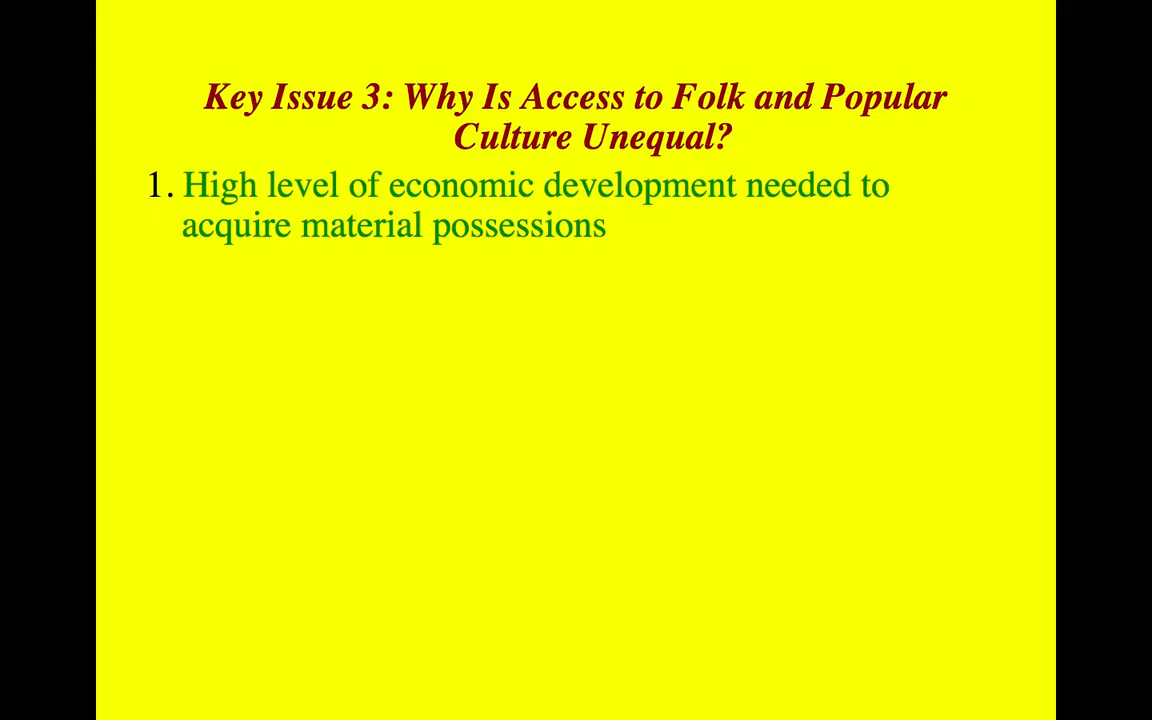 Key Issue 3: Why Is Access to Folk and Popular
Culture Unequal?
1. High level of economic development needed to
acquire material possessions